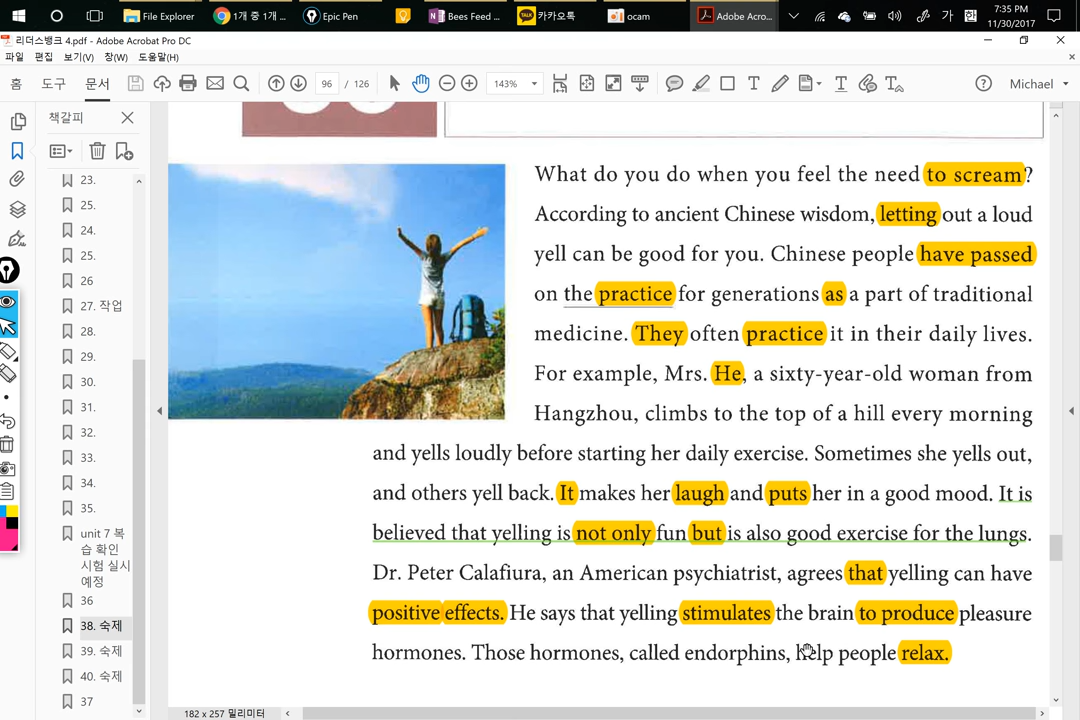 File Explorer
1개 중 1개 ...
Epic Pen
Bees Feed ...
카카오톡
ocam
Adobe Acro...
가
한
7:35 PM
11/30/2017
리더스뱅크 4.pdf - Adobe Acrobat Pro DC
파일 편집 보기(V) 창(W) 도움말(H)
홈 도구 문서
96 / 126
143%
Michael
책갈피
23.
25.
24.
25.
26
27. 작업
28.
29.
30.
31.
32.
33.
34.
35.
unit 7 복
습 확인
시험 실시
예정
36
38. 숙제
39. 숙제
40. 숙제
37
What do you do when you feel the need to scream?
According to ancient Chinese wisdom, letting out a loud
yell can be good for you. Chinese people have passed
on the practice for generations as a part of traditional
medicine. They often practice it in their daily lives.
For example, Mrs. He, a sixty-year-old woman from
Hangzhou, climbs to the top of a hill every morning
and yells loudly before starting her daily exercise. Sometimes she yells out,
and others yell back. It makes her laugh and puts her in a good mood. It is
believed that yelling is not only fun but is also good exercise for the lungs.
Dr. Peter Calafiura, an American psychiatrist, agrees that yelling can have
positive effects. He says that yelling stimulates the brain to produce pleasure
hormones. Those hormones, called endorphins, help people relax.
182 x 257 밀리미터